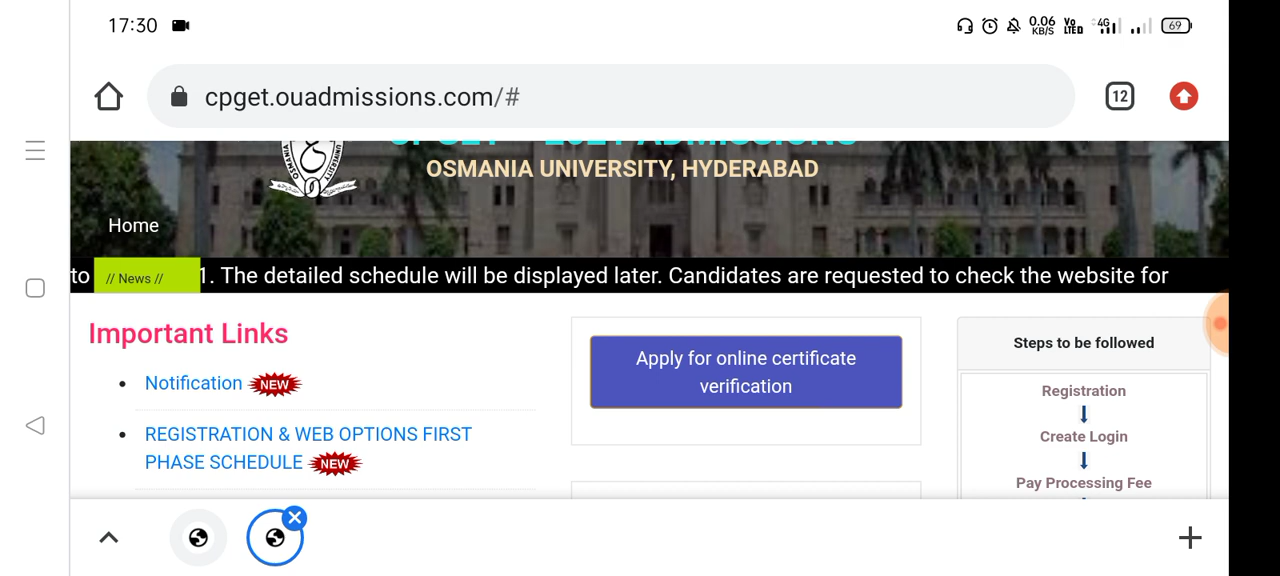 17:30
0.06 KB/S Vo LTED 4G 69
cpget.ouadmissions.com/#
12
OSMANIA UNIVERSITY, HYDERABAD
Home
to // News // 1. The detailed schedule will be displayed later. Candidates are requested to check the website for
Important Links
Notification NEW
REGISTRATION & WEB OPTIONS FIRST
PHASE SCHEDULE NEW
Apply for online certificate
verification
Steps to be followed
Registration
Create Login
Pay Processing Fee